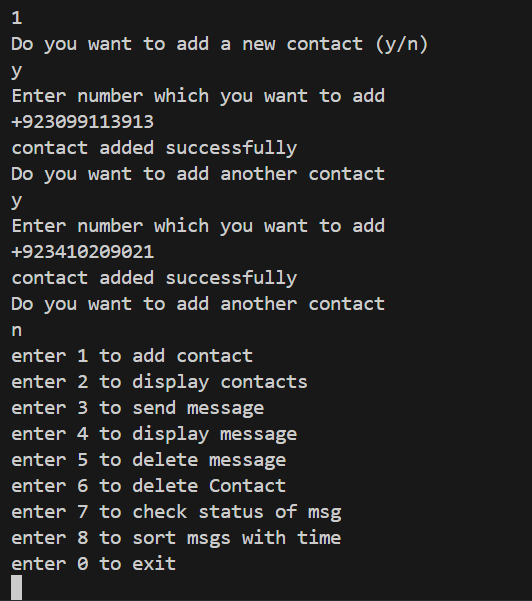 1
Do you want to add a new contact (y/n)
y
Enter number which you want to add
+923099113913
contact added successfully
Do you want to add another contact
y
Enter number which you want to add
+923410209021
contact added successfully
Do you want to add another contact
n
enter 1 to add contact
enter 2 to display contacts
enter 3 to send message
enter 4 to display message
enter 5 to delete message
enter 6 to delete Contact
enter 7 to check status of msg
enter 8 to sort msgs with time
enter 0 to exit